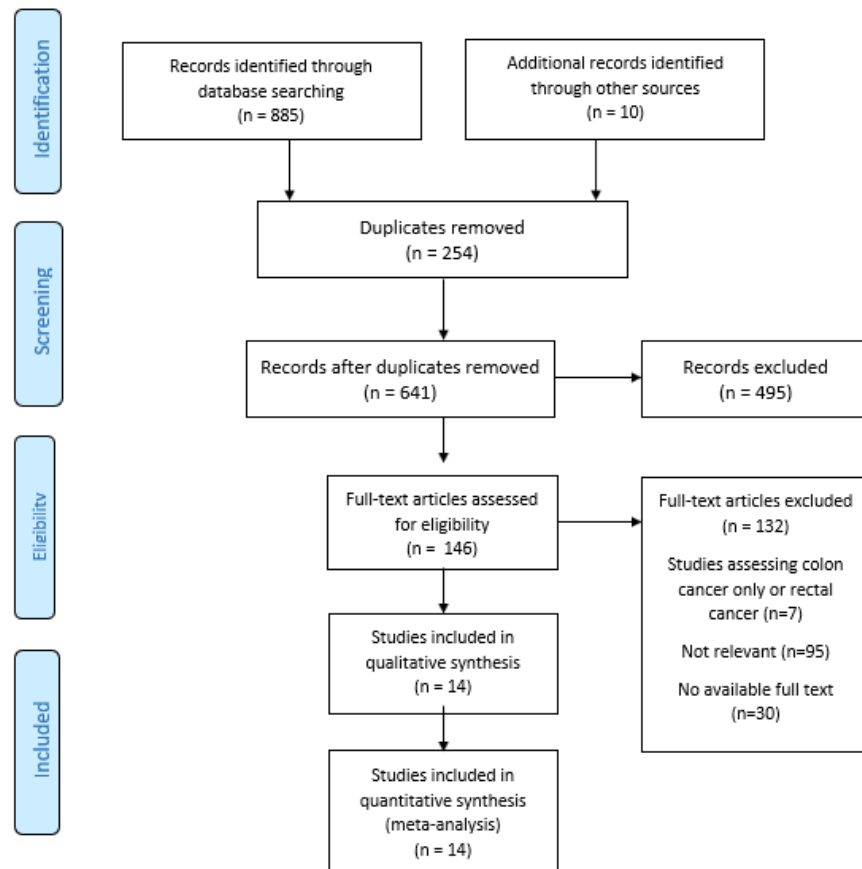 Identification
Records identified through
database searching
(n = 885)
Additional records identified
through other sources
(n = 10)
Duplicates removed
(n = 254)
Screening
Records after duplicates removed
(n = 641)
Records excluded
(n = 495)
Eligibility
Full-text articles assessed
for eligibility
(n = 146)
Full-text articles excluded
(n = 132)
Studies assessing colon
cancer only or rectal
cancer (n=7)
Not relevant (n=95)
No available full text
(n=30)
Studies included in
qualitative synthesis
(n = 14)
Included
Studies included in
quantitative synthesis
(meta-analysis)
(n = 14)